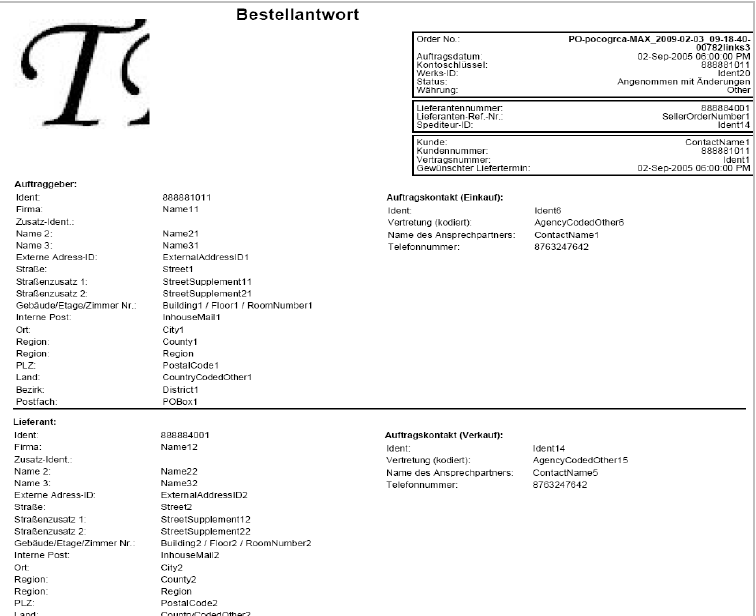 Bestellantwort
Order No.: PO-pocogrca-MAX_2009-02-03_09-18-40-
00782links3
Auftragsdatum: 02-Sep-2005 06:00:00 PM
Kontoschlüssel: 888881011
Werks-ID: Ident20
Status: Angenommen mit Änderungen
Währung: Other
Lieferantennummer: 888884001
Lieferanten-Ref.-Nr.: SellerOrderNumber1
Spediteur-ID: Ident14
Kunde: ContactName1
Kundennummer: 888881011
Vertragsnummer: Ident1
Gewünschter Liefertermin: 02-Sep-2005 06:00:00 PM
Auftraggeber:
Ident: 888881011
Firma: Name11
Zusatz-Ident.:
Name 2: Name21
Name 3: Name31
Externe Adress-ID: ExternalAddressID1
Straße: Street1
Straßenzusatz 1: StreetSupplement11
Straßenzusatz 2: StreetSupplement21
Gebäude/Etage/Zimmer Nr.: Building1 / Floor1 / RoomNumber1
Interne Post: InhouseMail1
Ort: City1
Region: County1
Region: Region
PLZ: PostalCode1
Land: CountryCodedOther1
Bezirk: District1
Postfach: POBox1
Auftragskontakt (Einkauf):
Ident: Ident6
Vertretung (kodiert): AgencyCodedOther6
Name des Ansprechpartners: ContactName1
Telefonnummer: 8763247642
Lieferant:
Ident: 888884001
Firma: Name12
Zusatz-Ident.:
Name 2: Name22
Name 3: Name32
Externe Adress-ID: ExternalAddressID2
Straße: Street2
Straßenzusatz 1: StreetSupplement12
Straßenzusatz 2: StreetSupplement22
Gebäude/Etage/Zimmer Nr.: Building2 / Floor2 / RoomNumber2
Interne Post: InhouseMail2
Ort: City2
Region: County2
Region: Region
PLZ: PostalCode2
Land: CountryCodedOther2
Auftragskontakt (Verkauf):
Ident: Ident14
Vertretung (kodiert): AgencyCodedOther15
Name des Ansprechpartners: ContactName5
Telefonnummer: 8763247642